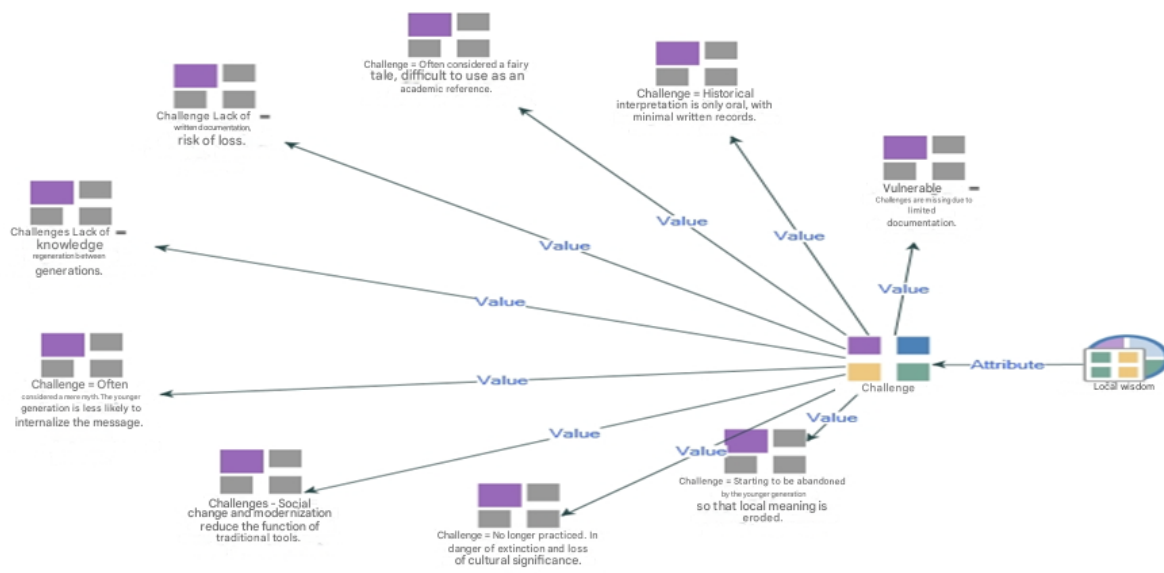 Challenge = Often considered a fairy
tale, difficult to use as an
academic reference.
Challenge = Historical
interpretation is only oral, with
minimal written records.
Challenge Lack of =
written documentation,
risk of loss.
Vulnerable =
Challenges are missing due to
limited
documentation.
Challenges Lack of =
knowledge
regeneration between
generations.
Value
Value
Value
Value
Value
Value
Attribute
Value
Challenge
Local wisdom
Challenge = Often
considered a mere myth. The younger
generation is less likely to
internalize the message.
Value
Value
Value
Challenges - Social
change and modernization
reduce the function of
traditional tools.
Challenge = Starting to be abandoned
by the younger generation
so that local meaning is
eroded.
Challenge = No longer practiced. In
danger of extinction and loss
of cultural significance.